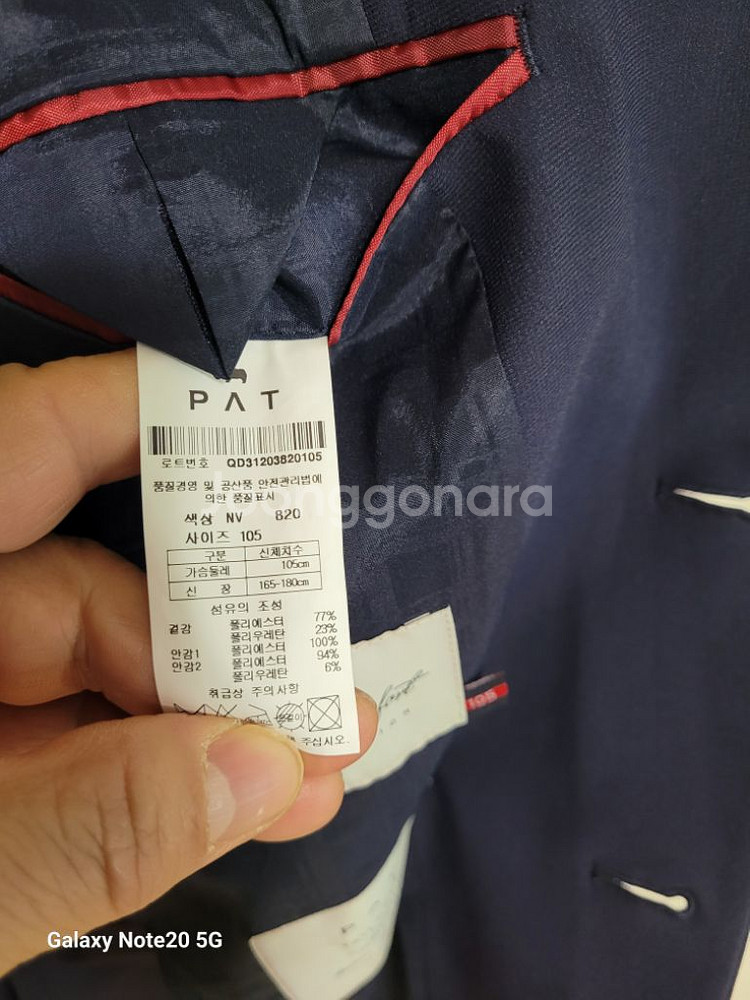 PAT
로트번호 QD31203820105
품질경영 및 공산품 안전관리법에
의한 품질표시
색상 NV 820
사이즈 105
구분 신체치수
가슴둘레 105cm
신 장 165-180cm
섬유의 조성
겉감 폴리에스터 77%
폴리우레탄 23%
안감1 폴리에스터 100%
안감2 폴리에스터 94%
폴리우레탄 6%
취급상 주의사항
주십시오.
105
Joonggonara
Galaxy Note20 5G